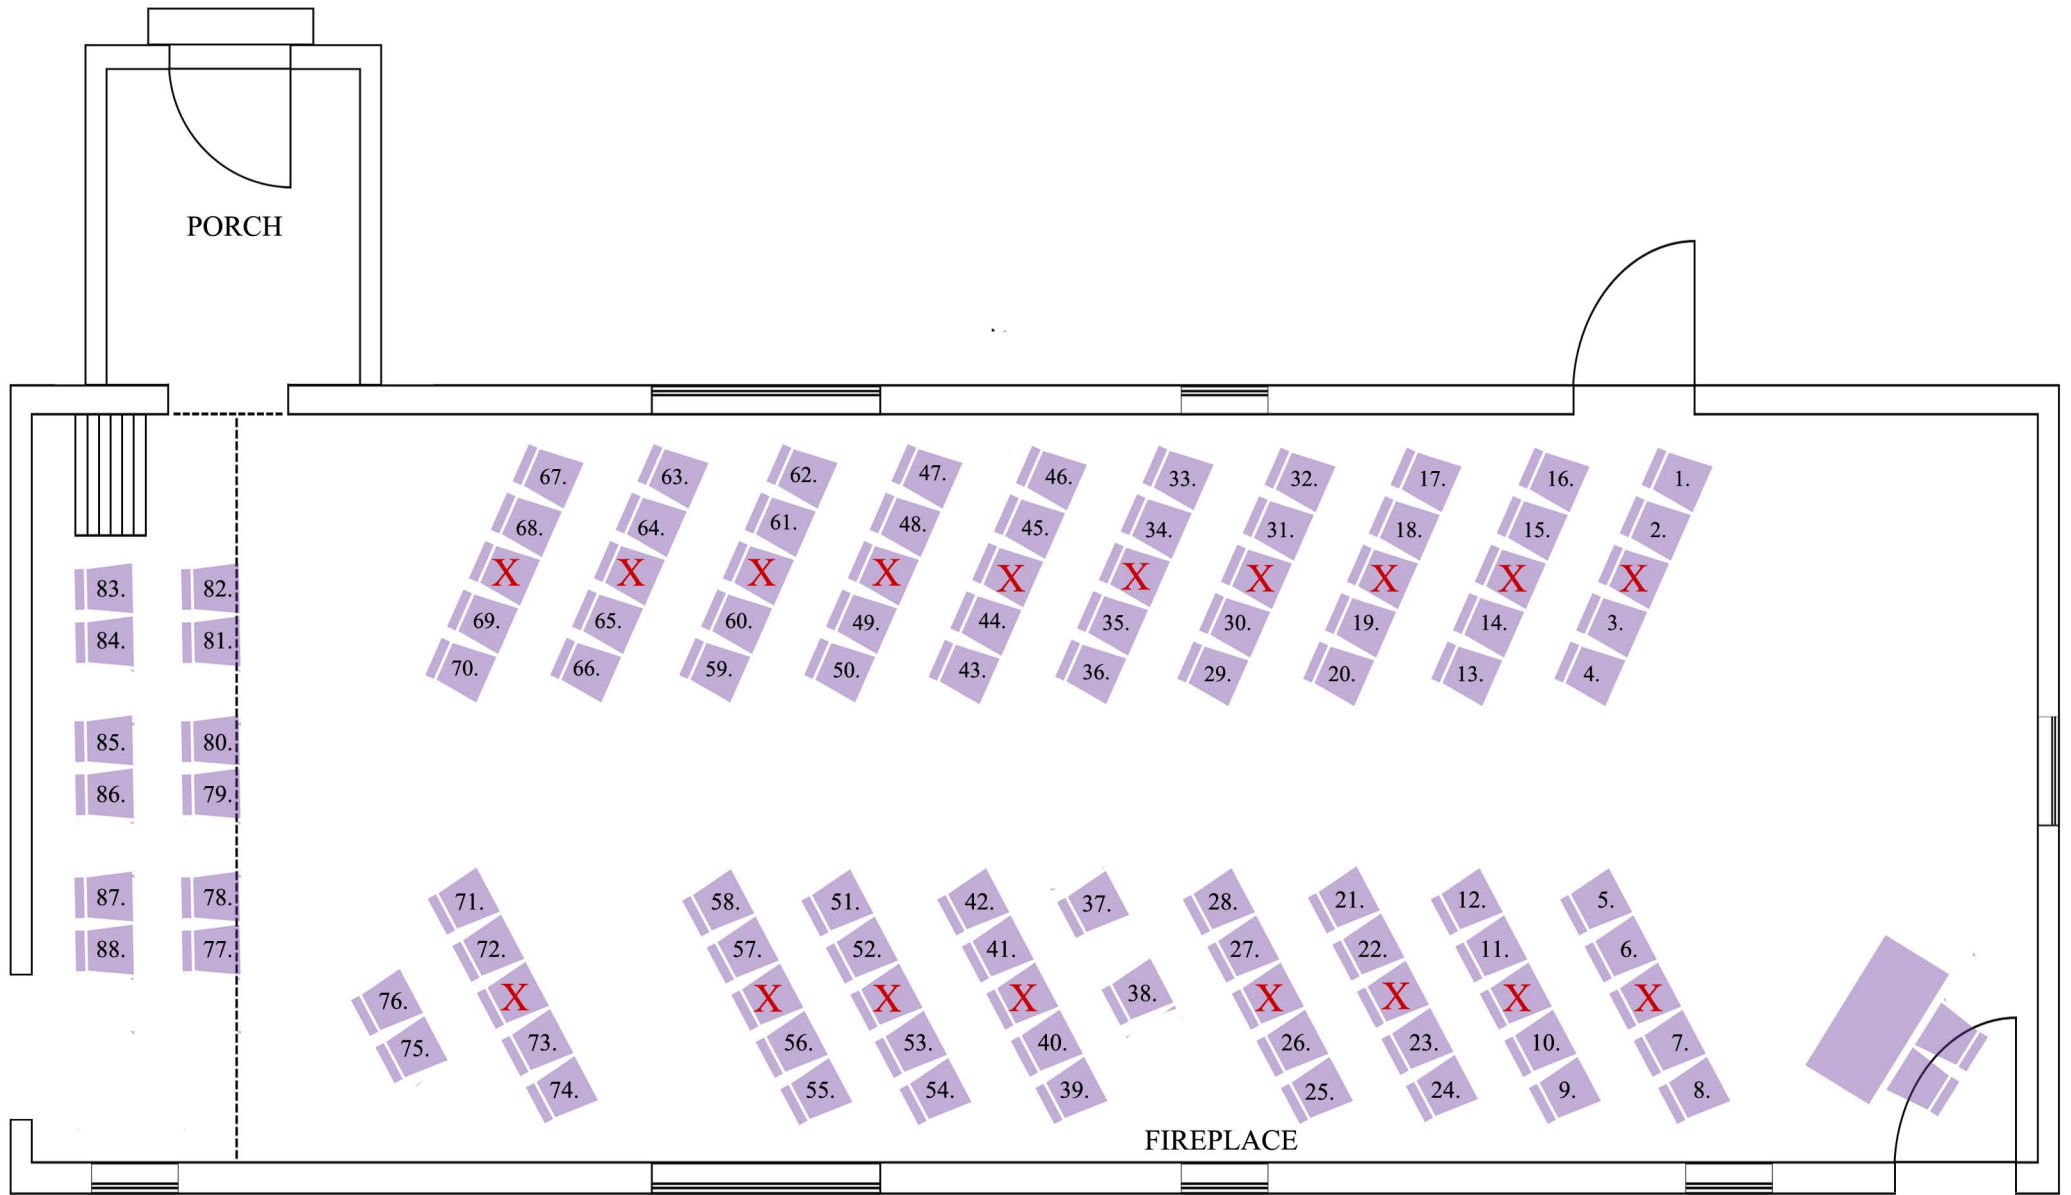 PORCH
67. 63. 62. 47. 46. 33. 32. 17. 16. 1.
68. 64. 61. 48. 45. 34. 31. 18. 15. 2.
X X X X X X X X X X
69. 65. 60. 49. 44. 35. 30. 19. 14. 3.
70. 66. 59. 50. 43. 36. 29. 20. 13. 4.
83. 82.
84. 81.
85. 80.
86. 79.
87. 78.
88. 77.
71. 58. 51. 42. 37. 28. 21. 12. 5.
72. 57. 52. 41. 27. 22. 11. 6.
76. X X X X 38. X X X X
75. 73. 56. 53. 40. 26. 23. 10. 7.
74. 55. 54. 39. 25. 24. 9. 8.
FIREPLACE